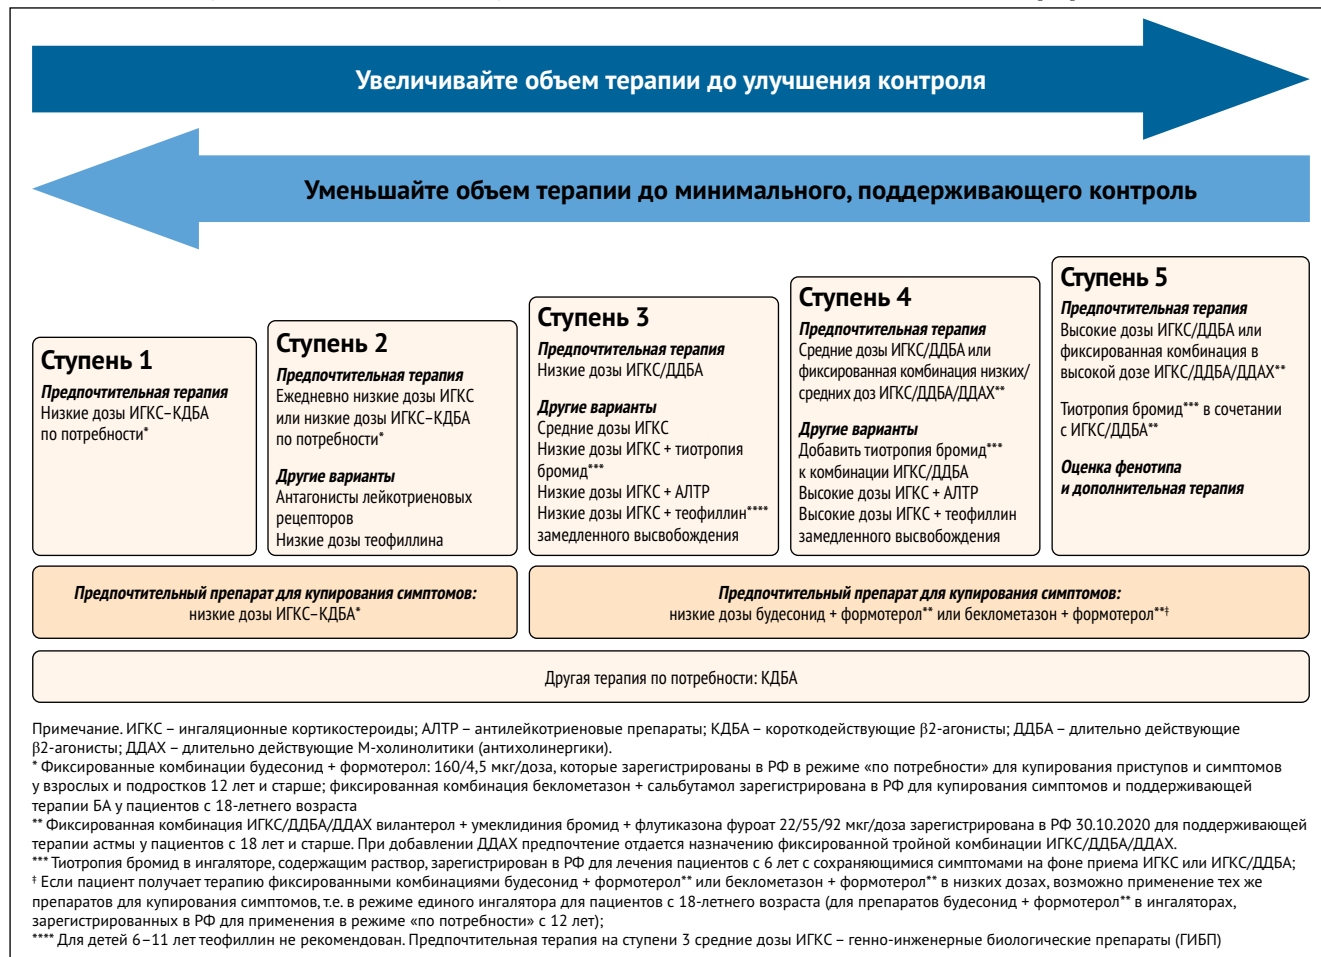 Увеличивайте объем терапии до улучшения контроля
Уменьшайте объем терапии до минимального, поддерживающего контроль
Ступень 1
Предпочтительная терапия
Низкие дозы ИГКС–КДБА
по потребности*
Ступень 2
Предпочтительная терапия
Ежедневно низкие дозы ИГКС
или низкие дозы ИГКС–КДБА
по потребности*
Другие варианты
Антагонисты лейкотриеновых
рецепторов
Низкие дозы теофиллина
Ступень 3
Предпочтительная терапия
Низкие дозы ИГКС/ДДБА
Другие варианты
Средние дозы ИГКС
Низкие дозы ИГКС + тиотропия
бромид***
Низкие дозы ИГКС + АЛТР
Низкие дозы ИГКС + теофиллин****
замедленного высвобождения
Ступень 4
Предпочтительная терапия
Средние дозы ИГКС/ДДБА или
фиксированная комбинация низких/
средних доз ИГКС/ДДБА/ДДАХ**
Другие варианты
Добавить тиотропия бромид***
к комбинации ИГКС/ДДБА
Высокие дозы ИГКС + АЛТР
Высокие дозы ИГКС + теофиллин
замедленного высвобождения
Ступень 5
Предпочтительная терапия
Высокие дозы ИГКС/ДДБА или
фиксированная комбинация в
высокой дозе ИГКС/ДДБА/ДДАХ**
Тиотропия бромид*** в сочетании
с ИГКС/ДДБА**
Оценка фенотипа
и дополнительная терапия
Предпочтительный препарат для купирования симптомов:
низкие дозы ИГКС–КДБА*
Предпочтительный препарат для купирования симптомов:
низкие дозы будесонид + формотерол** или беклометазон + формотерол**‡
Другая терапия по потребности: КДБА
Примечание. ИГКС – ингаляционные кортикостероиды; АЛТР – антилейкотриеновые препараты; КДБА – короткодействующие β2-агонисты; ДДБА – длительно действующие
β2-агонисты; ДДАХ – длительно действующие М-холинолитики (антихолинергики).
* Фиксированные комбинации будесонид + формотерол: 160/4,5 мкг/доза, которые зарегистрированы в РФ в режиме «по потребности» для купирования приступов и симптомов
у взрослых и подростков 12 лет и старше; фиксированная комбинация беклометазон + сальбутамол зарегистрирована в РФ для купирования симптомов и поддерживающей
терапии БА у пациентов с 18-летнего возраста
** Фиксированная комбинация ИГКС/ДДБА/ДДАХ вилантерол + умеклидиния бромид + флутиказона фуроат 22/55/92 мкг/доза зарегистрирована в РФ 30.10.2020 для поддерживающей
терапии астмы у пациентов с 18 лет и старше. При добавлении ДДАХ предпочтение отдается назначению фиксированной тройной комбинации ИГКС/ДДБА/ДДАХ.
*** Тиотропия бромид в ингаляторе, содержащим раствор, зарегистрирован в РФ для лечения пациентов с 6 лет с сохраняющимися симптомами на фоне приема ИГКС или ИГКС/ДДБА;
‡ Если пациент получает терапию фиксированными комбинациями будесонид + формотерол** или беклометазон + формотерол** в низких дозах, возможно применение тех же
препаратов для купирования симптомов, т.е. в режиме единого ингалятора для пациентов с 18-летнего возраста (для препаратов будесонид + формотерол** в ингаляторах,
зарегистрированных в РФ для применения в режиме «по потребности» с 12 лет);
**** Для детей 6–11 лет теофиллин не рекомендован. Предпочтительная терапия на ступени 3 средние дозы ИГКС – генно-инженерные биологические препараты (ГИБП)